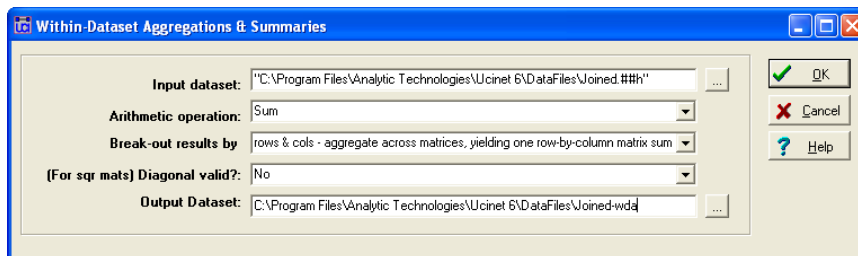 Within-Dataset Aggregations & Summaries
Input dataset: "C:\Program Files\Analytic Technologies\Ucinet 6\DataFiles\Joined.##h" ...
OK
Arithmetic operation: Sum
Cancel
Break-out results by rows & cols - aggregate across matrices, yielding one row-by-column matrix sum
Help
(For sqr mats) Diagonal valid?: No
Output Dataset: C:\Program Files\Analytic Technologies\Ucinet 6\DataFiles\Joined-wda ...